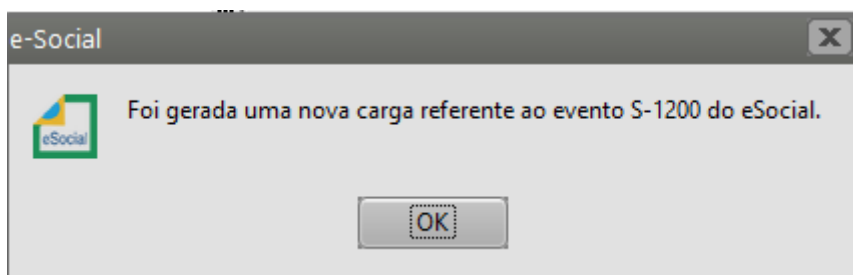 e-Social
eSocial
Foi gerada uma nova carga referente ao evento S-1200 do eSocial.
OK